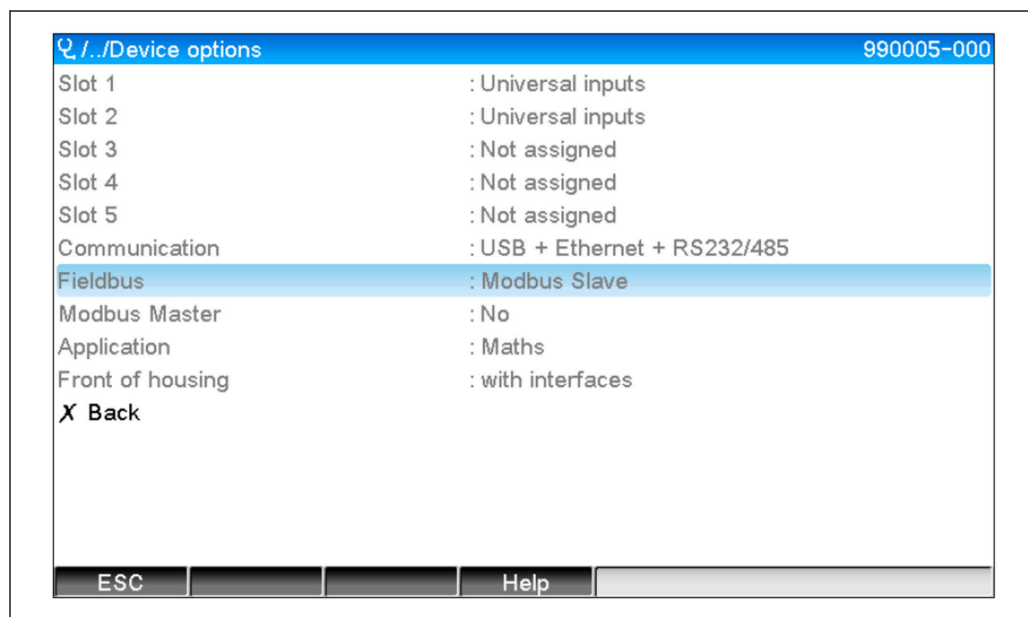 /../Device options 990005-000
Slot 1 : Universal inputs
Slot 2 : Universal inputs
Slot 3 : Not assigned
Slot 4 : Not assigned
Slot 5 : Not assigned
Communication : USB + Ethernet + RS232/485
Fieldbus : Modbus Slave
Modbus Master : No
Application : Maths
Front of housing : with interfaces
X Back
ESC Help